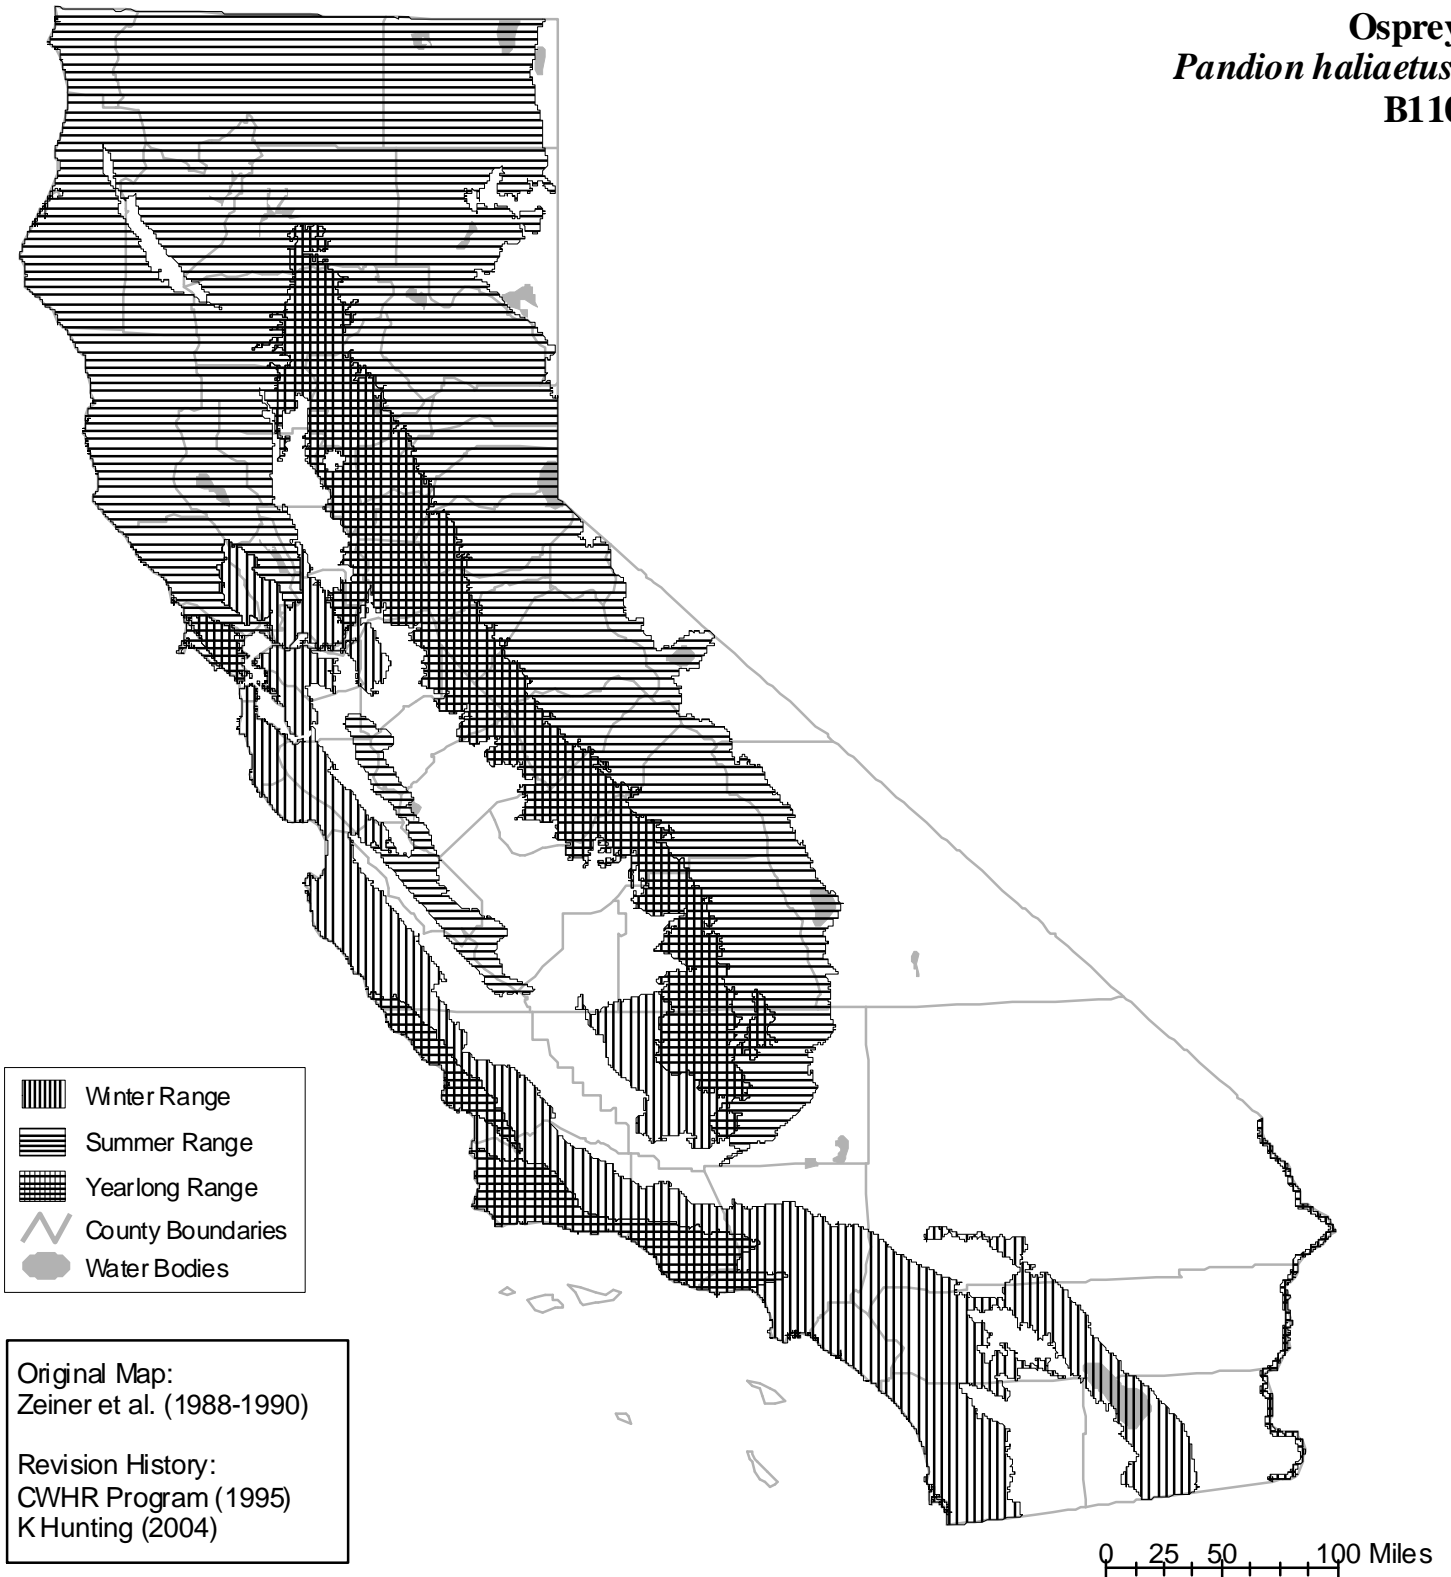 Osprey
Pandion haliaetus
B110
Winter Range
Summer Range
Yearlong Range
County Boundaries
Water Bodies
Original Map:
Zeiner et al. (1988-1990)
Revision History:
CWHR Program (1995)
K Hunting (2004)
0 25 50 100 Miles